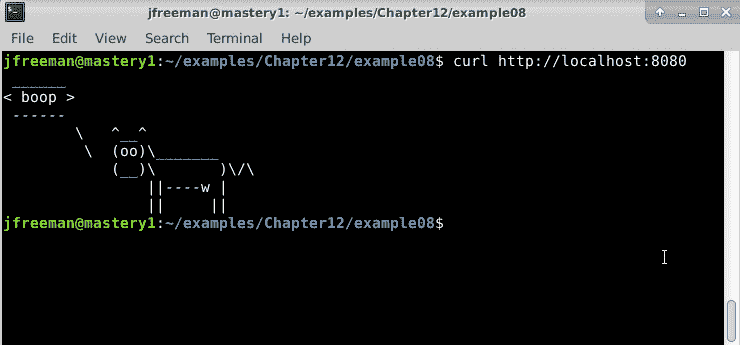 jfreeman@mastery1: ~/examples/Chapter12/example08
File Edit View Search Terminal Help
jfreeman@mastery1:~/examples/Chapter12/example08$ curl http://localhost:8080
 ______
< boop >
 ------
        \   ^__^
         \  (oo)\_______
            (__)\       )\/\
                ||----w |
                ||     ||
jfreeman@mastery1:~/examples/Chapter12/example08$